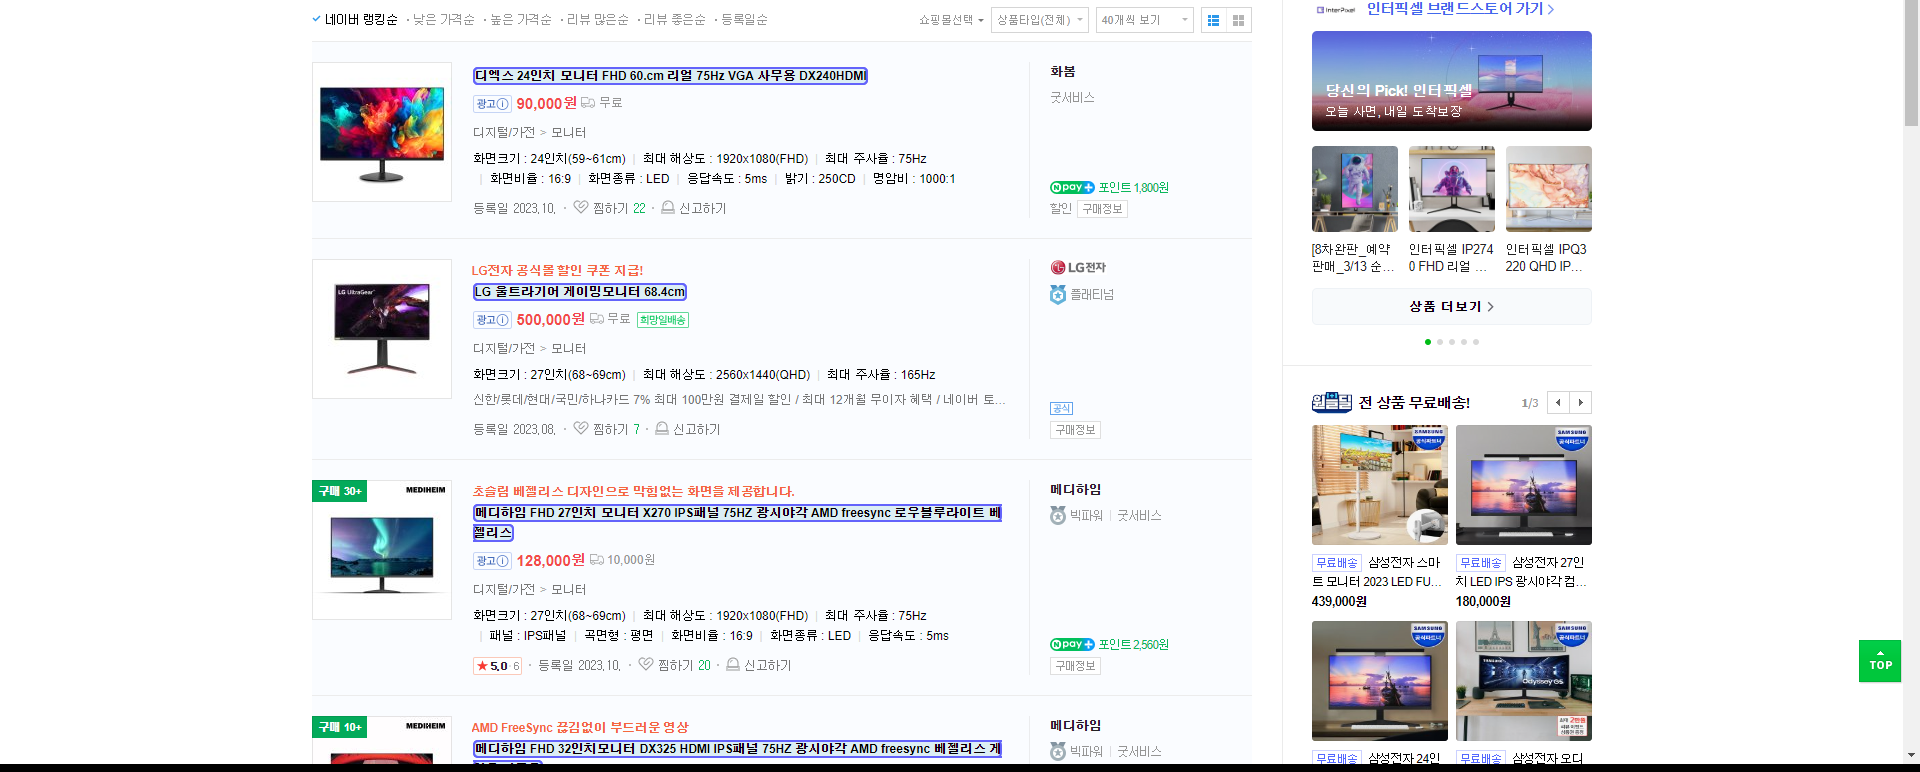 네이버 랭킹순 · 낮은 가격순 · 높은 가격순 · 리뷰 많은순 · 리뷰 좋은순 · 등록일순
쇼핑몰선택 상품타입(전체) 40개씩 보기
디엑스 24인치 모니터 FHD 60.cm 리얼 75Hz VGA 사무용 DX240HDMI
광고 90,000원 무료
디지털/가전 > 모니터
화면크기 : 24인치(59~61cm) | 최대 해상도 : 1920x1080(FHD) | 최대 주사율 : 75Hz
| 화면비율 : 16:9 | 화면종류 : LED | 응답속도 : 5ms | 밝기 : 250CD | 명암비 : 1000:1
등록일 2023.10. · 찜하기 22 · 신고하기
화봄
굿서비스
N pay+ 포인트 1,800원
할인 구매정보
LG UltraGear
LG전자 공식몰 할인 쿠폰 지급!
LG 울트라기어 게이밍모니터 68.4cm
광고 500,000원 무료 희망일배송
디지털/가전 > 모니터
화면크기 : 27인치(68~69cm) | 최대 해상도 : 2560x1440(QHD) | 최대 주사율 : 165Hz
신한/롯데/현대/국민/하나카드 7% 최대 100만원 결제일 할인 / 최대 12개월 무이자 혜택 / 네이버 토...
등록일 2023.08. · 찜하기 7 · 신고하기
LG전자
플래티넘
공식
구매정보
구매 30+
MEDIHEIM
초슬림 베젤리스 디자인으로 막힘없는 화면을 제공합니다.
메디하임 FHD 27인치 모니터 X270 IPS패널 75HZ 광시야각 AMD freesync 로우블루라이트 베
젤리스
광고 128,000원 10,000원
디지털/가전 > 모니터
화면크기 : 27인치(68~69cm) | 최대 해상도 : 1920x1080(FHD) | 최대 주사율 : 75Hz
| 패널 : IPS패널 | 곡면형 : 평면 | 화면비율 : 16:9 | 화면종류 : LED | 응답속도 : 5ms
★ 5.0 · 6 · 등록일 2023.10. · 찜하기 20 · 신고하기
메디하임
빅파워 | 굿서비스
N pay+ 포인트 2,560원
구매정보
구매 10+
MEDIHEIM
AMD FreeSync 끊김없이 부드러운 영상
메디하임 FHD 32인치모니터 DX325 HDMI IPS패널 75HZ 광시야각 AMD freesync 베젤리스 게
메디하임
빅파워 | 굿서비스
InterPixel 인터픽셀 브랜드스토어 가기 >
당신의 Pick! 인터픽셀
오늘 사면, 내일 도착보장
[8차완판_예약
판매_3/13 순...
인터픽셀 IP274
0 FHD 리얼 ...
인터픽셀 IPQ3
220 QHD IP...
상품 더보기 >
전 상품 무료배송!
1/3
SAMSUNG
공식파트너
SAMSUNG
공식파트너
무료배송 삼성전자 스마
트 모니터 2023 LED FU...
439,000원
무료배송 삼성전자 27인
치 LED IPS 광시야각 컴...
180,000원
SAMSUNG
공식파트너
SAMSUNG
공식파트너
SAMSUNG
Odyssey G5
무료배송 삼성전자 24인
무료배송 삼성전자 오디
TOP